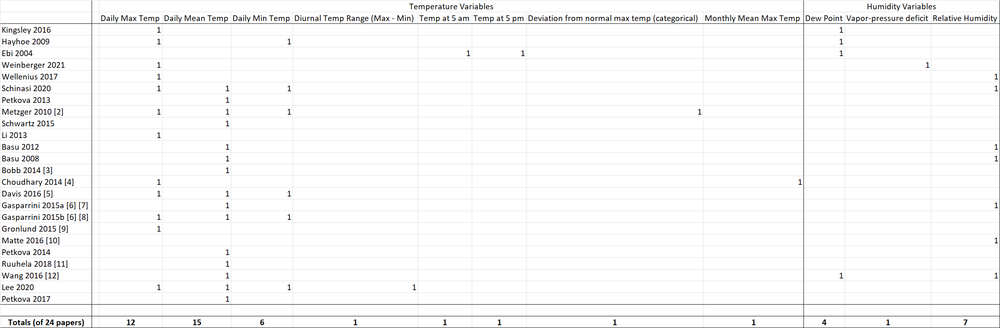 Temperature Variables Humidity Variables
Daily Max Temp Daily Mean Temp Daily Min Temp Diurnal Temp Range (Max - Min) Temp at 5 am Temp at 5 pm Deviation from normal max temp (categorical) Monthly Mean Max Temp Dew Point Vapor-pressure deficit Relative Humidity
Kingsley 2016 1 1
Hayhoe 2009 1 1 1
Ebi 2004 1 1 1
Weinberger 2021 1 1
Wellenius 2017 1 1
Schinasi 2020 1 1 1 1
Petkova 2013 1
Metzger 2010 [2] 1 1 1 1
Schwartz 2015 1
Li 2013 1
Basu 2012 1 1
Basu 2008 1 1
Bobb 2014 [3] 1
Choudhary 2014 [4] 1 1
Davis 2016 [5] 1 1 1
Gasparrini 2015a [6] [7] 1 1
Gasparrini 2015b [6] [8] 1 1 1
Gronlund 2015 [9] 1
Matte 2016 [10] 1
Petkova 2014 1
Ruuhela 2018 [11] 1
Wang 2016 [12] 1 1 1
Lee 2020 1 1 1 1
Petkova 2017 1
Totals (of 24 papers) 12 15 6 1 1 1 1 1 4 1 7